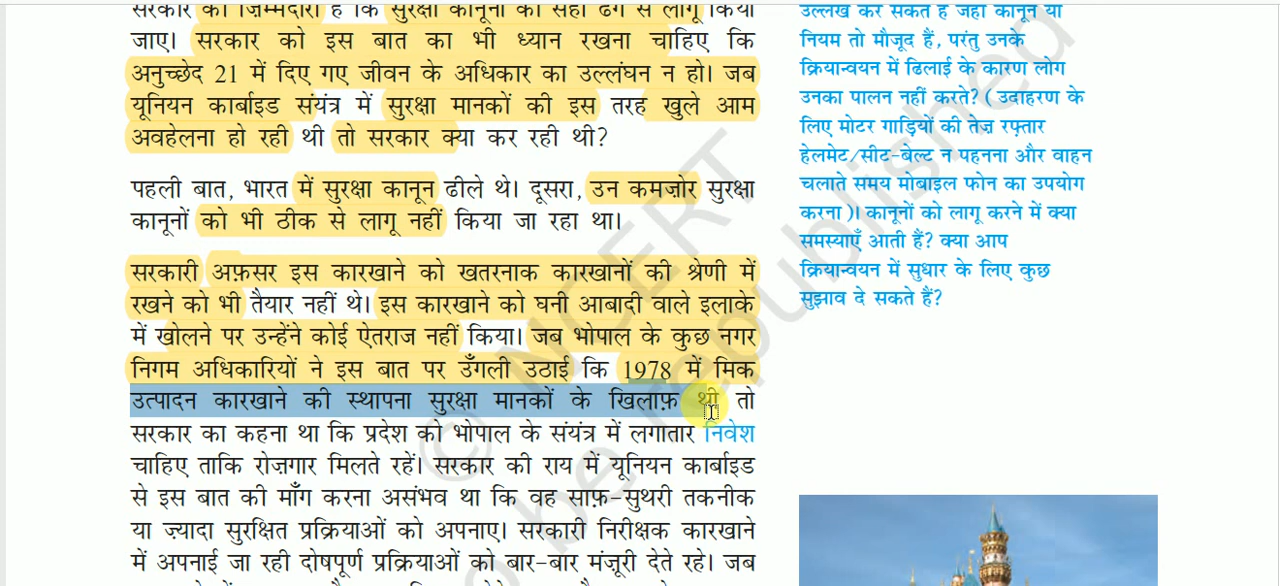 सरकार की ज़िम्मेदारी है कि सुरक्षा कानूनों को सही ढंग से लागू किया
जाए। सरकार को इस बात का भी ध्यान रखना चाहिए कि
अनुच्छेद 21 में दिए गए जीवन के अधिकार का उल्लंघन न हो। जब
यूनियन कार्बाइड संयंत्र में सुरक्षा मानकों की इस तरह खुले आम
अवहेलना हो रही थी तो सरकार क्या कर रही थी?
पहली बात, भारत में सुरक्षा कानून ढीले थे। दूसरा, उन कमजोर सुरक्षा
कानूनों को भी ठीक से लागू नहीं किया जा रहा था।
सरकारी अफ़सर इस कारखाने को खतरनाक कारखानों की श्रेणी में
रखने को भी तैयार नहीं थे। इस कारखाने को घनी आबादी वाले इलाके
में खोलने पर उन्हेंने कोई ऐतराज नहीं किया। जब भोपाल के कुछ नगर
निगम अधिकारियों ने इस बात पर उँगली उठाई कि 1978 में मिक
उत्पादन कारखाने की स्थापना सुरक्षा मानकों के खिलाफ़ थी तो
सरकार का कहना था कि प्रदेश को भोपाल के संयंत्र में लगातार निवेश
चाहिए ताकि रोज़गार मिलते रहें। सरकार की राय में यूनियन कार्बाइड
से इस बात की माँग करना असंभव था कि वह साफ़-सुथरी तकनीक
या ज़्यादा सुरक्षित प्रक्रियाओं को अपनाए। सरकारी निरीक्षक कारखाने
में अपनाई जा रही दोषपूर्ण प्रक्रियाओं को बार-बार मंज़ूरी देते रहे। जब
उल्लेख कर सकते हैं जहाँ कानून या
नियम तो मौजूद हैं, परंतु उनके
क्रियान्वयन में ढिलाई के कारण लोग
उनका पालन नहीं करते? ( उदाहरण के
लिए मोटर गाड़ियों की तेज़ रफ़्तार
हेलमेट/सीट-बेल्ट न पहनना और वाहन
चलाते समय मोबाइल फोन का उपयोग
करना )। कानूनों को लागू करने में क्या
समस्याएँ आती हैं? क्या आप
क्रियान्वयन में सुधार के लिए कुछ
सुझाव दे सकते हैं?
© NCERT
be republished